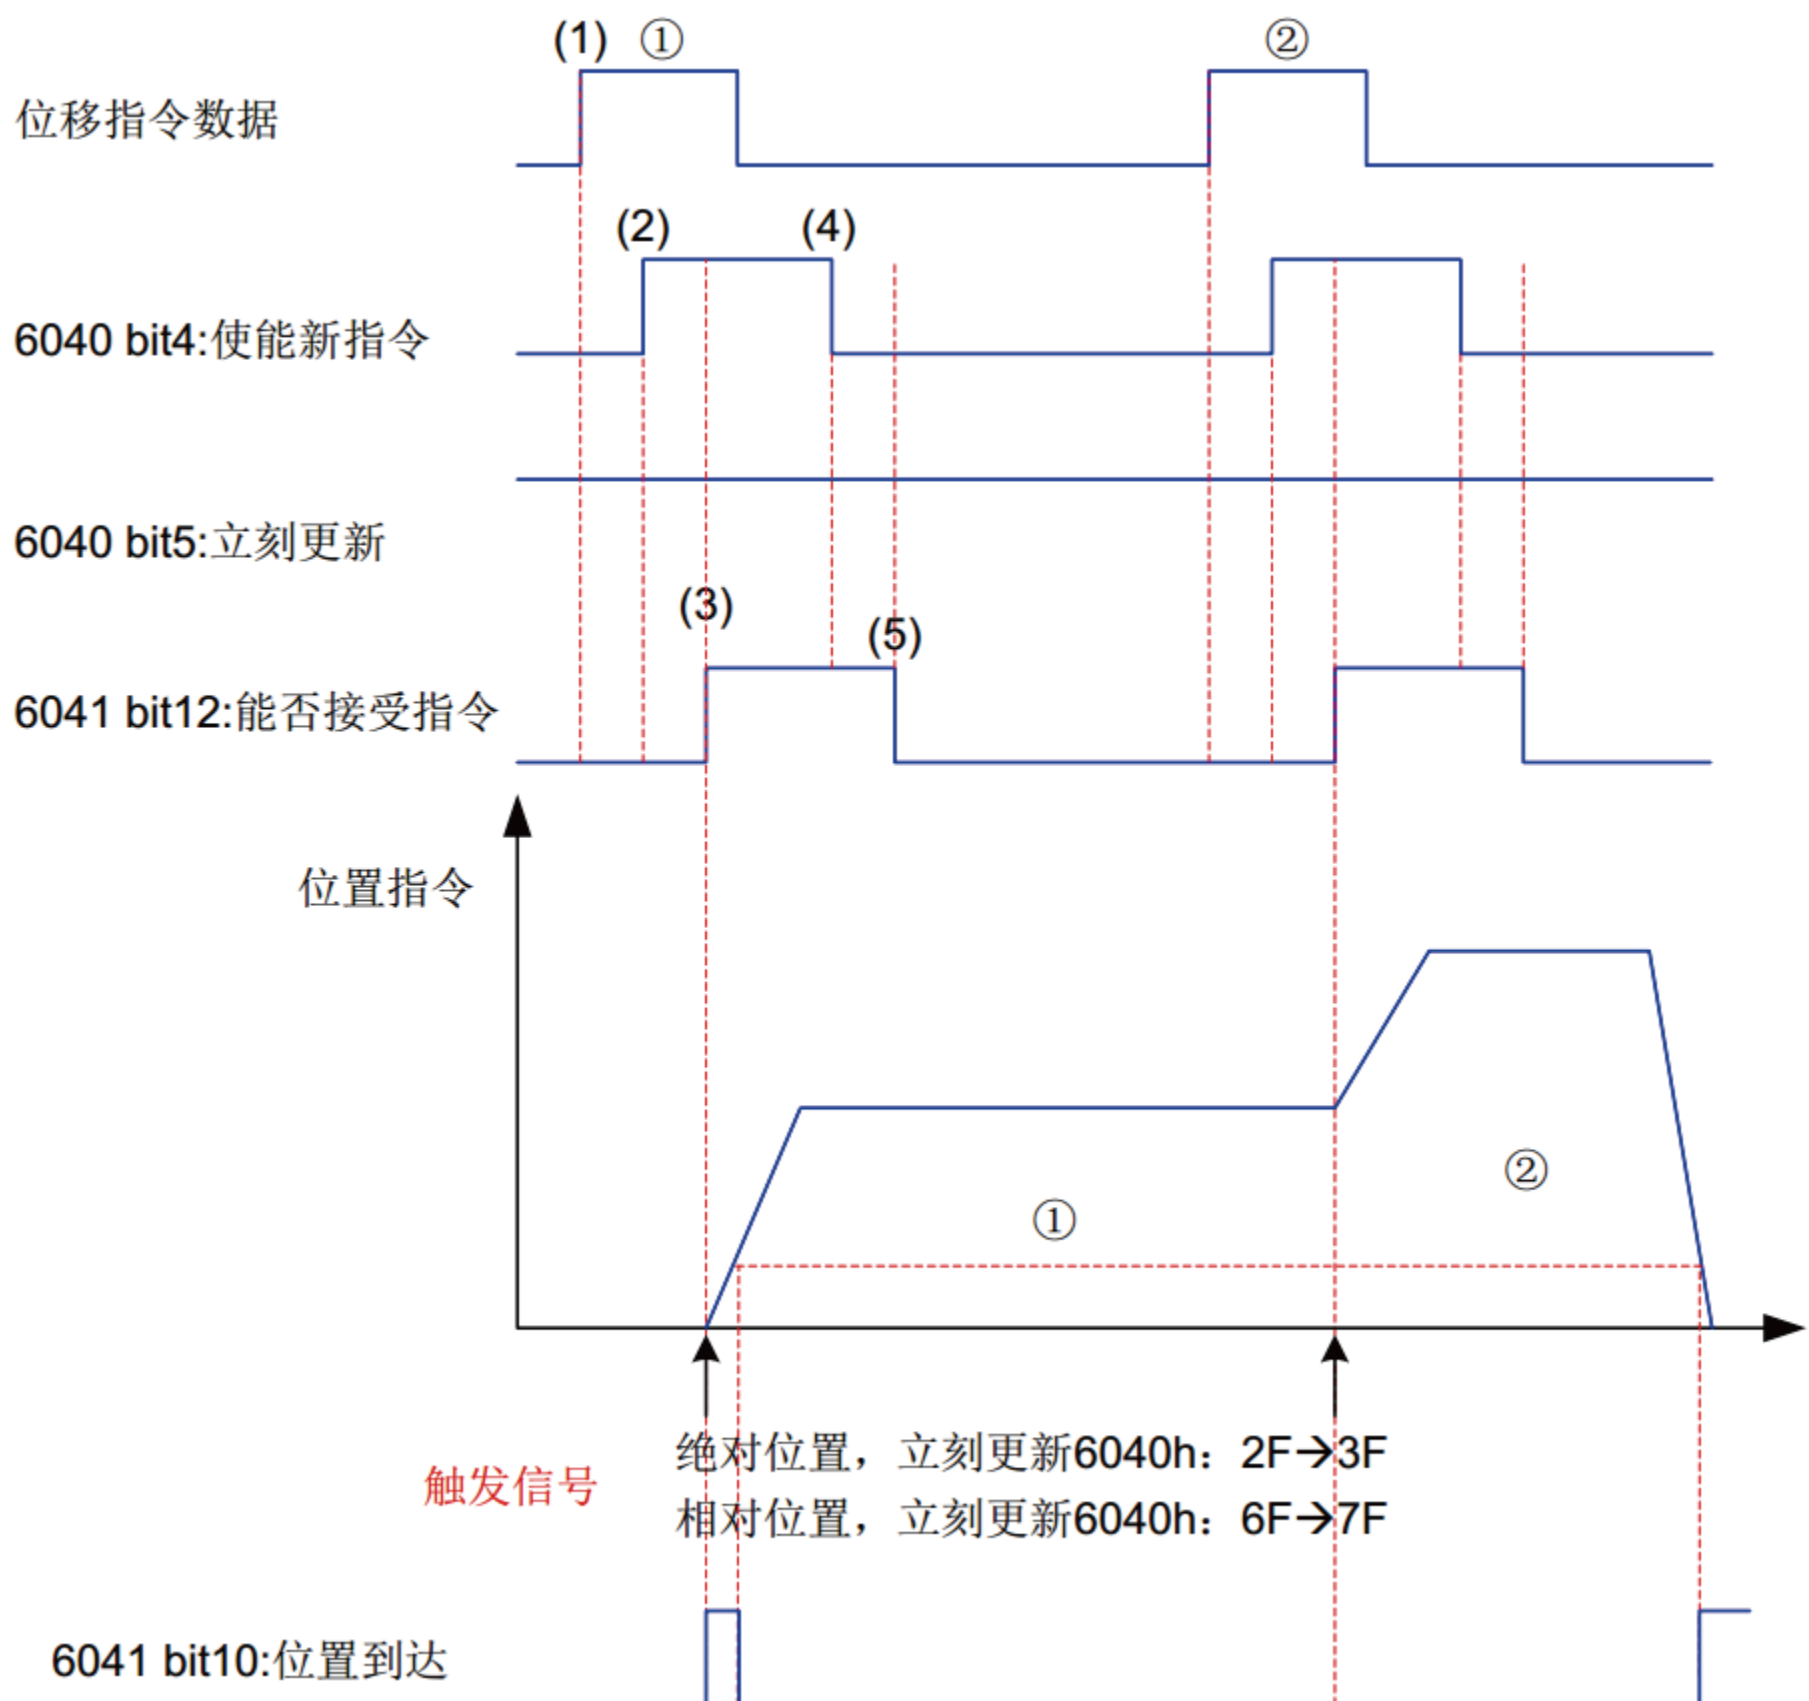 (1) ① ②
位移指令数据
(2) (4)
6040 bit4:使能新指令
6040 bit5:立刻更新
(3)
(5)
6041 bit12:能否接受指令
位置指令
②
①
绝对位置，立刻更新6040h：2F→3F
触发信号
相对位置，立刻更新6040h：6F→7F
6041 bit10:位置到达